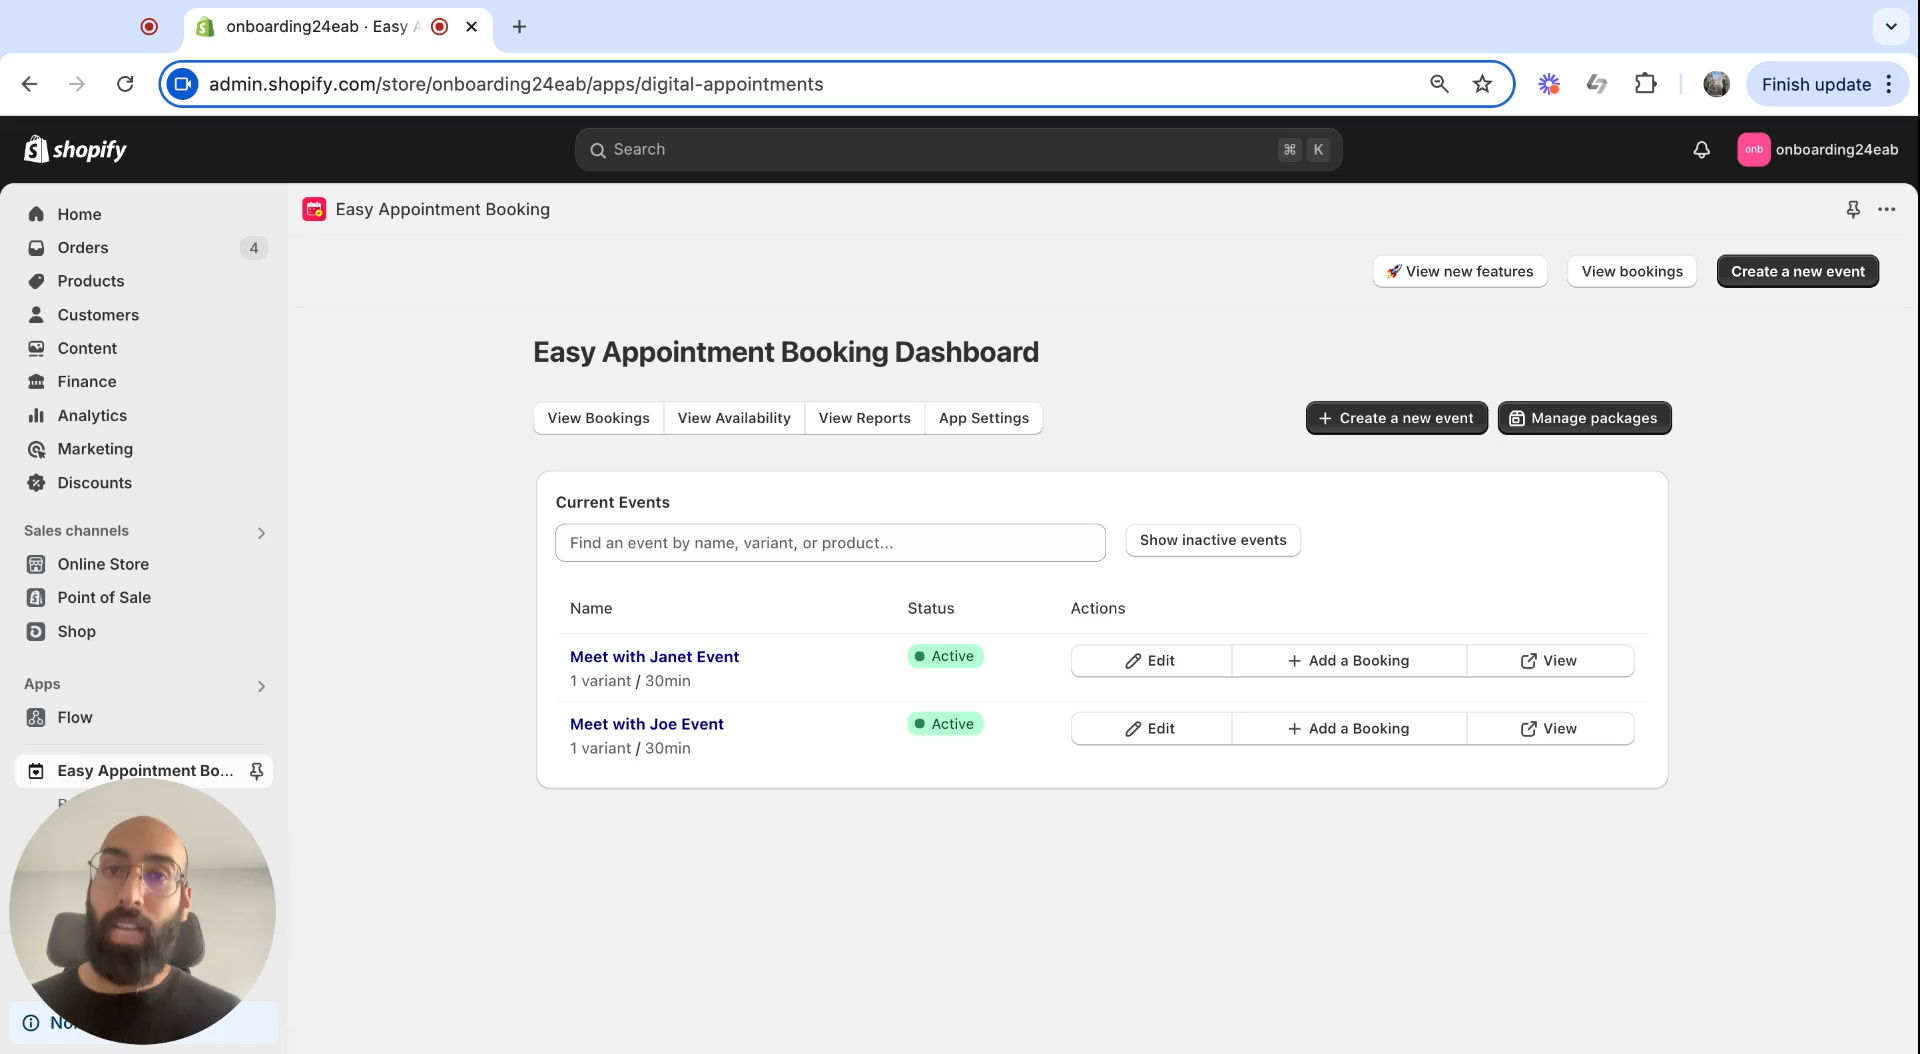 onboarding24eab · Easy A
admin.shopify.com/store/onboarding24eab/apps/digital-appointments
Finish update
shopify
Search
⌘ K
onb
onboarding24eab
Home
Orders
4
Products
Customers
Content
Finance
Analytics
Marketing
Discounts
Sales channels
Online Store
Point of Sale
Shop
Apps
Flow
Easy Appointment Bo...
Easy Appointment Booking
🚀 View new features
View bookings
Create a new event
Easy Appointment Booking Dashboard
View Bookings
View Availability
View Reports
App Settings
+ Create a new event
Manage packages
Current Events
Find an event by name, variant, or product...
Show inactive events
Name
Status
Actions
Meet with Janet Event
1 variant / 30min
Active
Edit
+ Add a Booking
View
Meet with Joe Event
1 variant / 30min
Active
Edit
+ Add a Booking
View